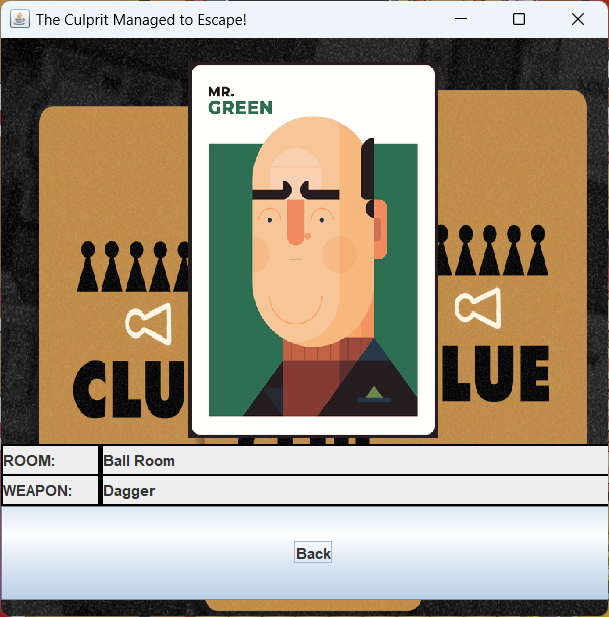 The Culprit Managed to Escape!
MR.
GREEN
CLU
LUE
ROOM: Ball Room
WEAPON: Dagger
Back